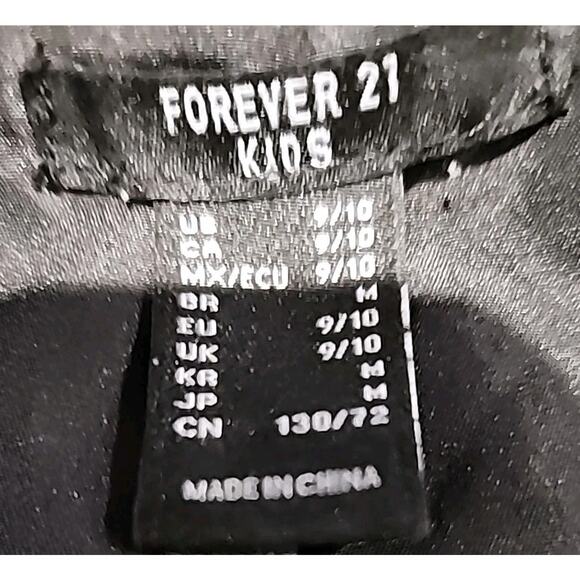 FOREVER 21
KIDS
US 9/10
CA 9/10
MX/ECU 9/10
BR M
EU 9/10
UK 9/10
KR M
JP M
CN 130/72
MADE IN CHINA